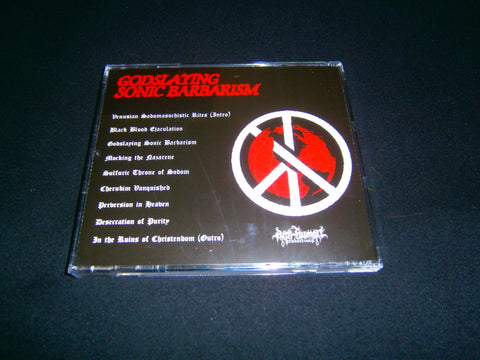 GODSLAYING
SONIC BARBARISM
Venusian Sadomasochistic Rites (Intro)
Black Blood Ejaculation
Godslaying Sonic Barbarism
Mocking the Nazarene
Sulfuric Throne of Sodom
Cherubim Vanquished
Perversion in Heaven
Desecration of Purity
In the Ruins of Christendom (Outro)